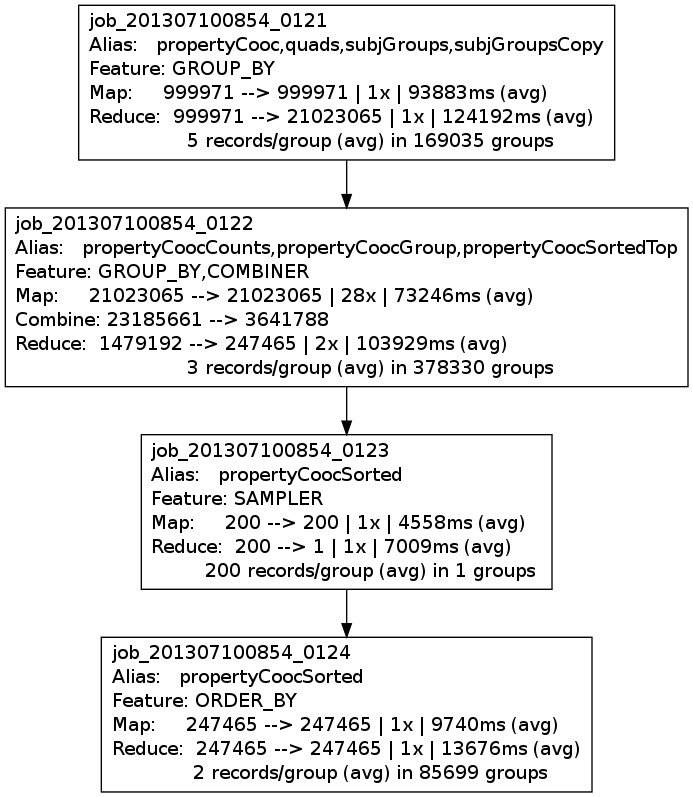 job_201307100854_0121
Alias: propertyCooc,quads,subjGroups,subjGroupsCopy
Feature: GROUP_BY
Map: 999971 --> 999971 | 1x | 93883ms (avg)
Reduce: 999971 --> 21023065 | 1x | 124192ms (avg)
5 records/group (avg) in 169035 groups
job_201307100854_0122
Alias: propertyCoocCounts,propertyCoocGroup,propertyCoocSortedTop
Feature: GROUP_BY,COMBINER
Map: 21023065 --> 21023065 | 28x | 73246ms (avg)
Combine: 23185661 --> 3641788
Reduce: 1479192 --> 247465 | 2x | 103929ms (avg)
3 records/group (avg) in 378330 groups
job_201307100854_0123
Alias: propertyCoocSorted
Feature: SAMPLER
Map: 200 --> 200 | 1x | 4558ms (avg)
Reduce: 200 --> 1 | 1x | 7009ms (avg)
200 records/group (avg) in 1 groups
job_201307100854_0124
Alias: propertyCoocSorted
Feature: ORDER_BY
Map: 247465 --> 247465 | 1x | 9740ms (avg)
Reduce: 247465 --> 247465 | 1x | 13676ms (avg)
2 records/group (avg) in 85699 groups